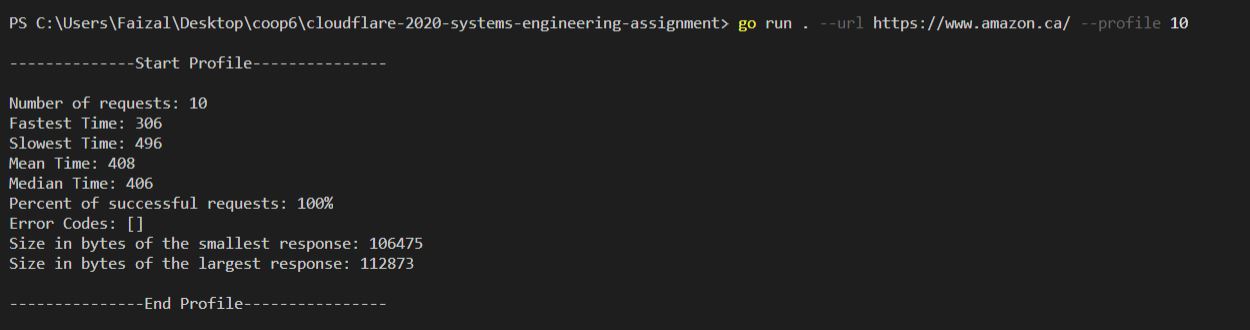 PS C:\Users\Faizal\Desktop\coop6\cloudflare-2020-systems-engineering-assignment> go run . --url https://www.amazon.ca/ --profile 10
--------------Start Profile---------------
Number of requests: 10
Fastest Time: 306
Slowest Time: 496
Mean Time: 408
Median Time: 406
Percent of successful requests: 100%
Error Codes: []
Size in bytes of the smallest response: 106475
Size in bytes of the largest response: 112873
---------------End Profile----------------